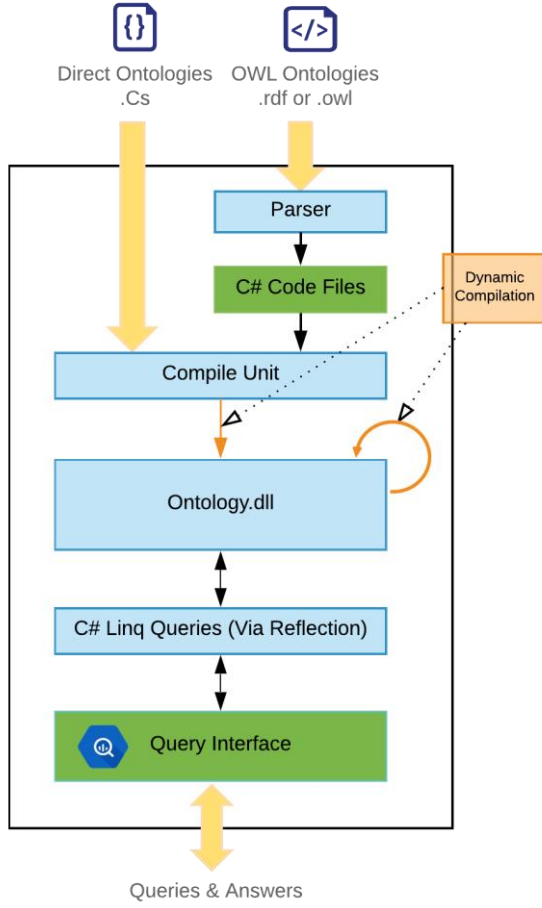 {}
</>
Direct Ontologies
.Cs
OWL Ontologies
.rdf or .owl
Parser
C# Code Files
Dynamic
Compilation
Compile Unit
Ontology.dll
C# Linq Queries (Via Reflection)
Query Interface
Queries & Answers